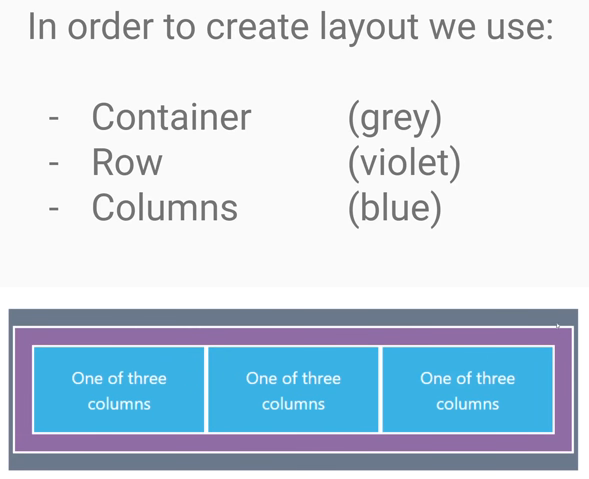 In order to create layout we use:
- Container (grey)
- Row (violet)
- Columns (blue)
One of three
columns
One of three
columns
One of three
columns